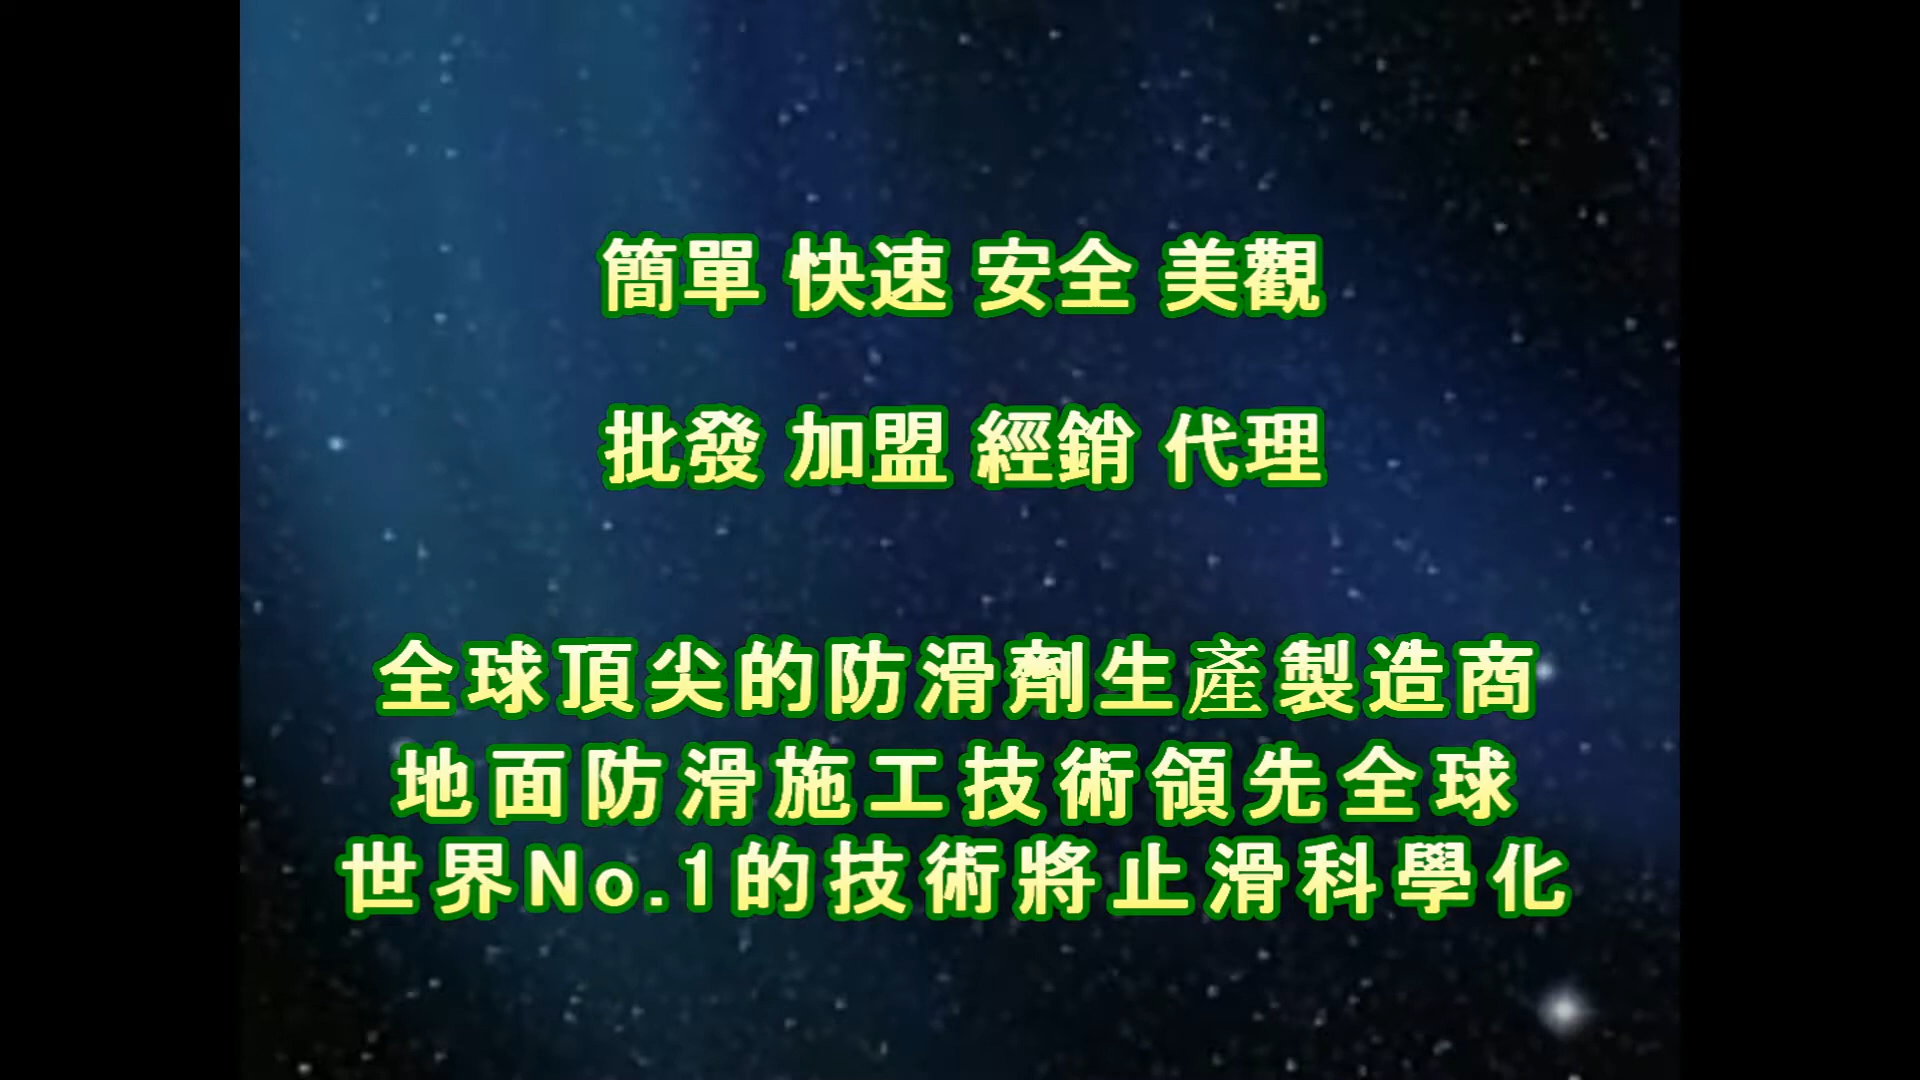 簡單 快速 安全 美觀
批發 加盟 經銷 代理
全球頂尖的防滑劑生產製造商
地面防滑施工技術領先全球
世界No.1的技術將止滑科學化